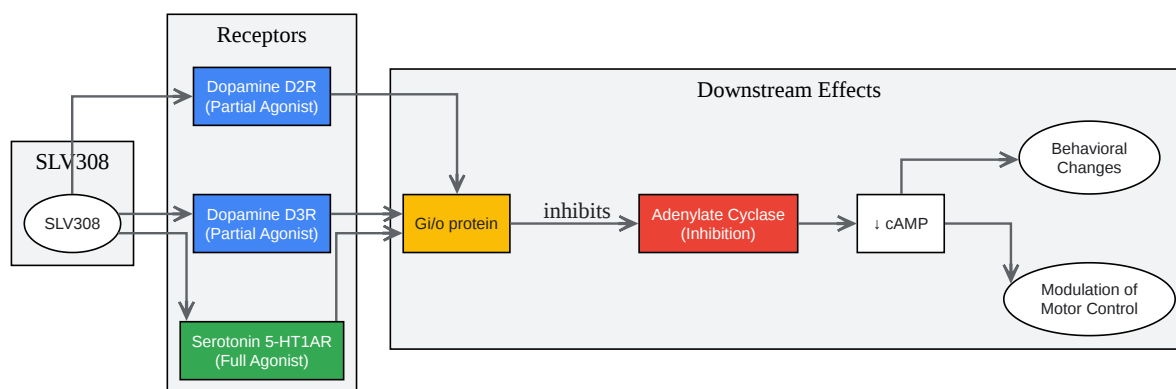 Receptors
Dopamine D2R
(Partial Agonist)
Downstream Effects
SLV308
SLV308
Dopamine D3R
(Partial Agonist)
Gi/o protein
inhibits
Adenylate Cyclase
(Inhibition)
↓ cAMP
Behavioral
Changes
Modulation of
Motor Control
Serotonin 5-HT1AR
(Full Agonist)